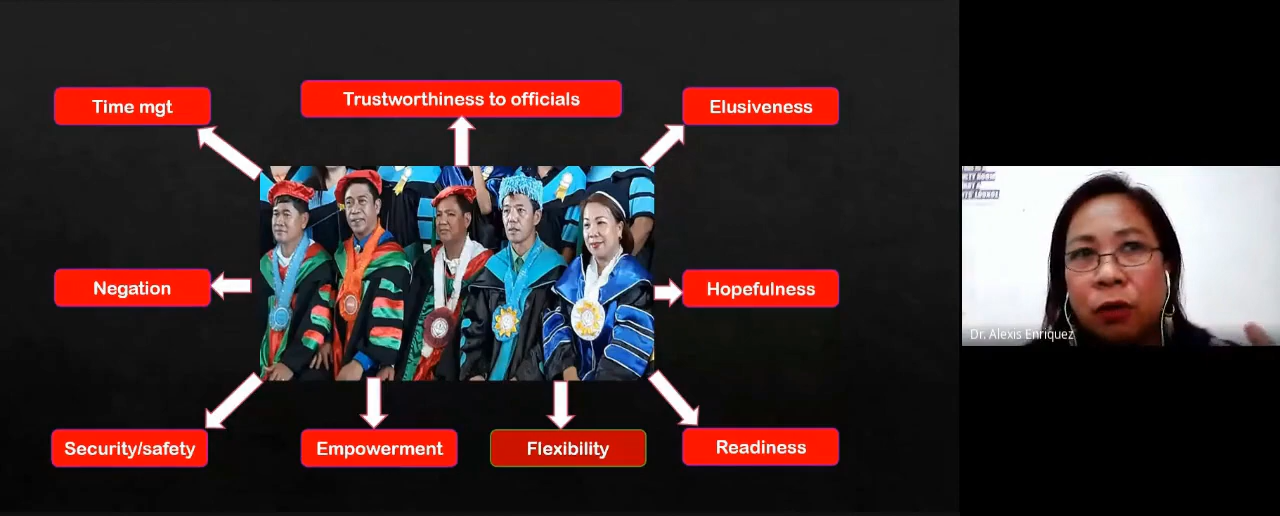 Time mgt
Trustworthiness to officials
Elusiveness
Negation
Hopefulness
Security/safety
Empowerment
Flexibility
Readiness
Dr. Alexis Enriquez